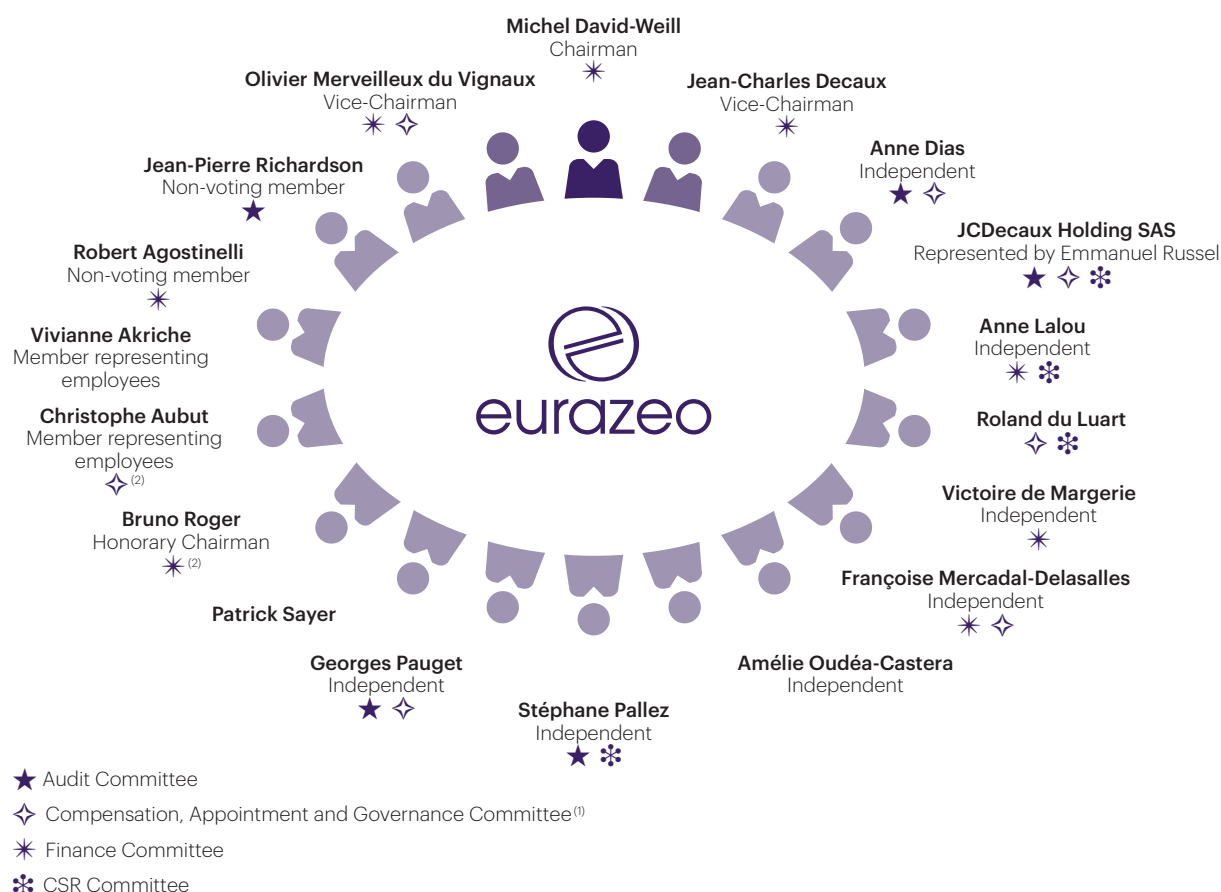 Michel David-Weill
Chairman
Olivier Merveilleux du Vignaux
Vice-Chairman
Jean-Charles Decaux
Vice-Chairman
Jean-Pierre Richardson
Non-voting member
Anne Dias
Independent
Robert Agostinelli
Non-voting member
JCDecaux Holding SAS
Represented by Emmanuel Russel
Vivianne Akriche
Member representing
employees
Anne Lalou
Independent
Christophe Aubut
Member representing
employees
(2)
Roland du Luart
Bruno Roger
Honorary Chairman
(2)
Victoire de Margerie
Independent
eurazeo
Patrick Sayer
Françoise Mercadal-Delasalles
Independent
Georges Pauget
Independent
Amélie Oudéa-Castera
Independent
Stéphane Pallez
Independent
Audit Committee
Compensation, Appointment and Governance Committee(1)
Finance Committee
CSR Committee